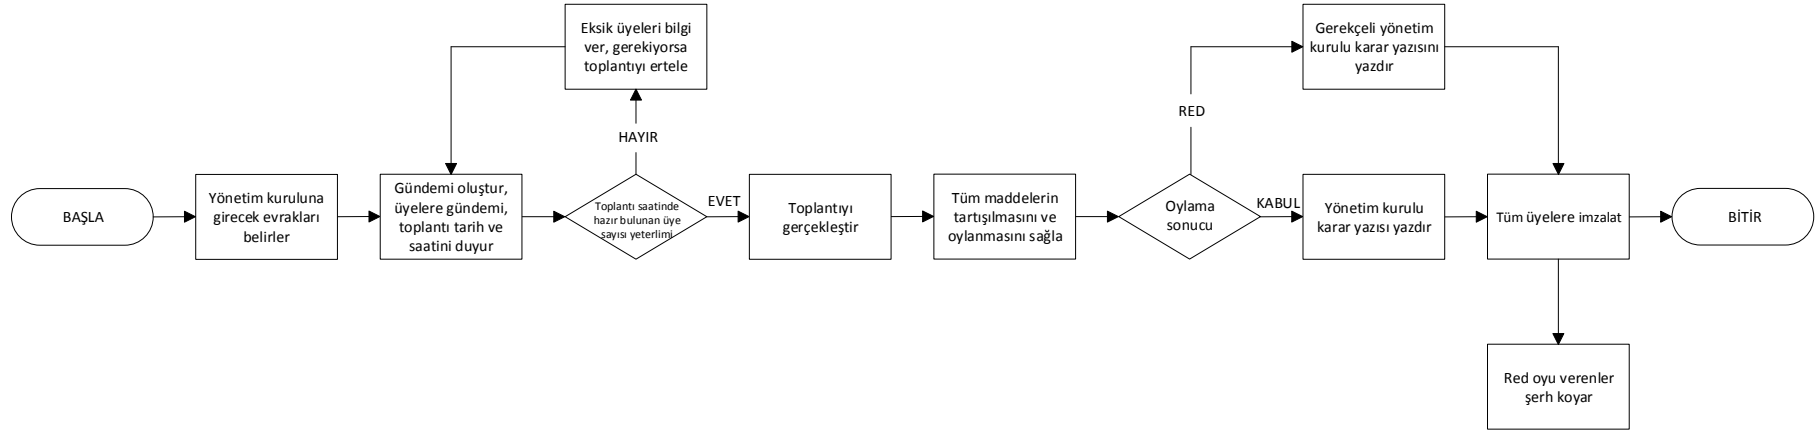 BAŞLA
Yönetim kuruluna
girecek evrakları
belirler
Gündemi oluştur,
üyelere gündemi,
toplantı tarih ve
saatini duyur
Eksik üyeleri bilgi
ver, gerekiyorsa
toplantıyı ertele
HAYIR
Toplantı saatinde
hazır bulunan üye
sayısı yeterlimi
EVET
Toplantıyı
gerçekleştir
Tüm maddelerin
tartışılmasını ve
oylanmasını sağla
Oylama
sonucu
RED
Gerekçeli yönetim
kurulu karar yazısını
yazdır
KABUL
Yönetim kurulu
karar yazısı yazdır
Tüm üyelere imzalat
Red oyu verenler
şerh koyar
BİTİR